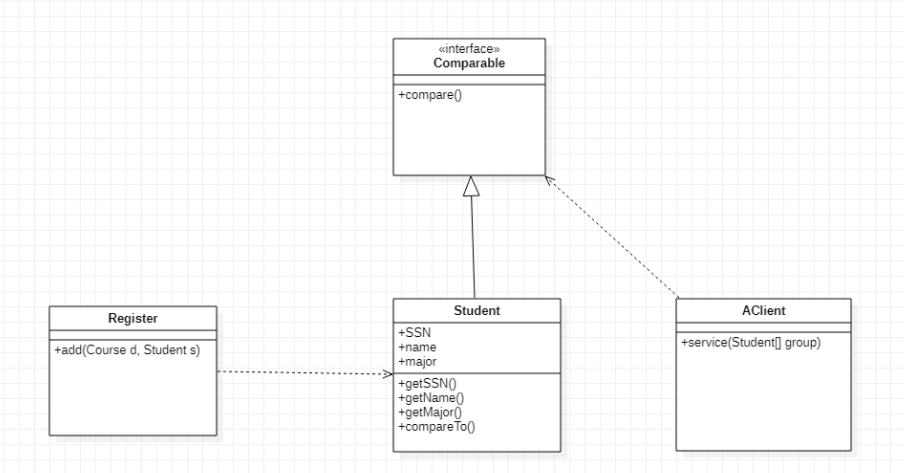 «interface»
Comparable
+compare()
Register
+add(Course d, Student s)
Student
+SSN
+name
+major
+getSSN()
+getName()
+getMajor()
+compareTo()
AClient
+service(Student[] group)